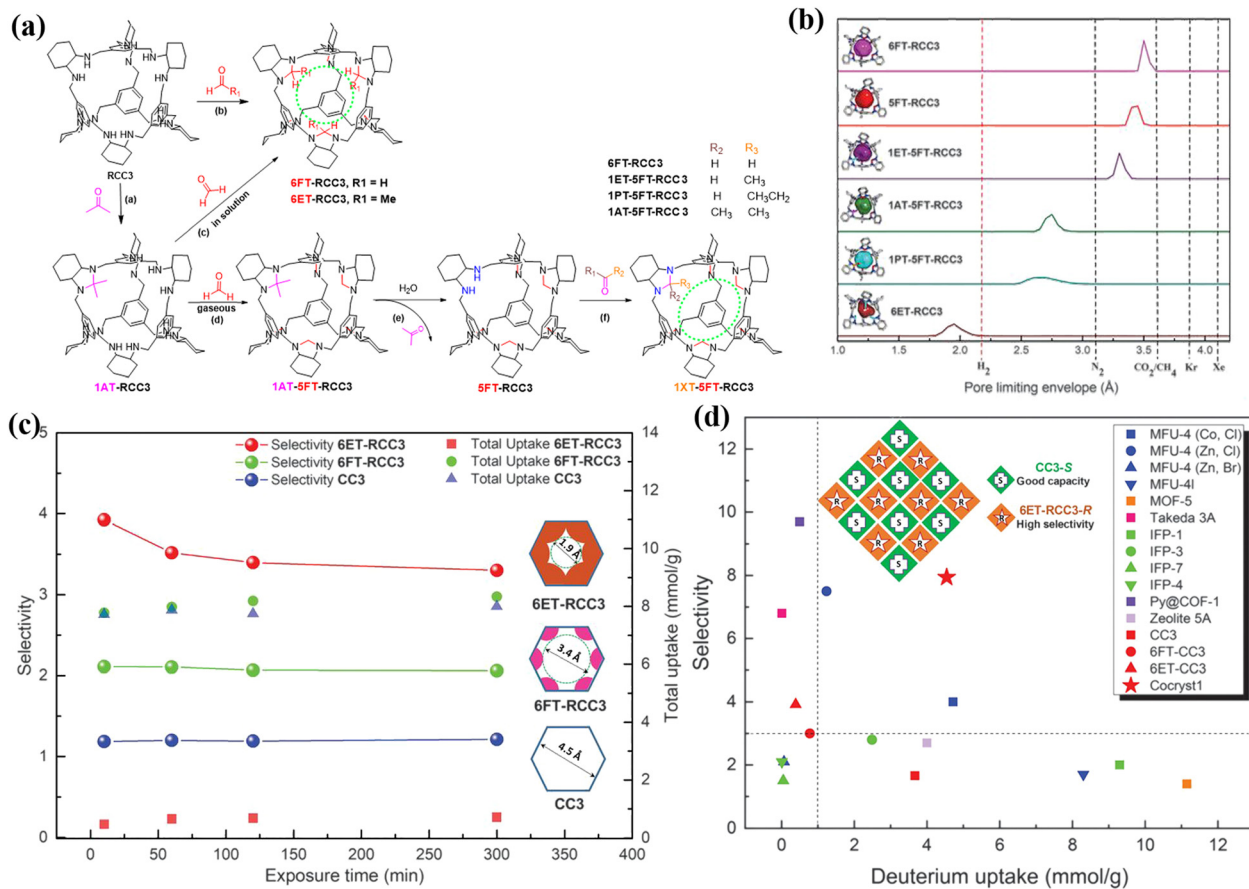 (a)
RCC3
(b)
6FT-RCC3, R1 = H
6ET-RCC3, R1 = Me
(a)
(c)
in solution
R2 R3
6FT-RCC3 H H
1ET-5FT-RCC3 H CH3
1PT-5FT-RCC3 H CH3CH2
1AT-5FT-RCC3 CH3 CH3
gaseous
(d)
H2O
(e)
(f)
1AT-RCC3
1AT-5FT-RCC3
5FT-RCC3
1XT-5FT-RCC3
(b)
6FT-RCC3
5FT-RCC3
1ET-5FT-RCC3
1AT-5FT-RCC3
1PT-5FT-RCC3
6ET-RCC3
1.0 1.5 2.0 2.5 3.0 3.5 4.0
H2 N2 CO2/CH4 Kr Xe
Pore limiting envelope (Å)
(c)
Selectivity 6ET-RCC3
Selectivity 6FT-RCC3
Selectivity CC3
Total Uptake 6ET-RCC3
Total Uptake 6FT-RCC3
Total Uptake CC3
5
4
3
2
1
0
Selectivity
14
12
10
8
6
4
2
0
Total uptake (mmol/g)
1.9 Å
6ET-RCC3
3.4 Å
6FT-RCC3
4.5 Å
CC3
0 50 100 150 200 250 300 350 400
Exposure time (min)
(d)
12
10
8
6
4
2
0
Selectivity
CC3-S
Good capacity
6ET-RCC3-R
High selectivity
S
R
S
R
R
S
S
S
R
R
R
R
S
S
S
R
R
S
S
R
MFU-4 (Co, Cl)
MFU-4 (Zn, Cl)
MFU-4 (Zn, Br)
MFU-4l
MOF-5
Takeda 3A
IFP-1
IFP-3
IFP-7
IFP-4
Py@COF-1
Zeolite 5A
CC3
6FT-CC3
6ET-CC3
Cocryst1
0 2 4 6 8 10 12
Deuterium uptake (mmol/g)